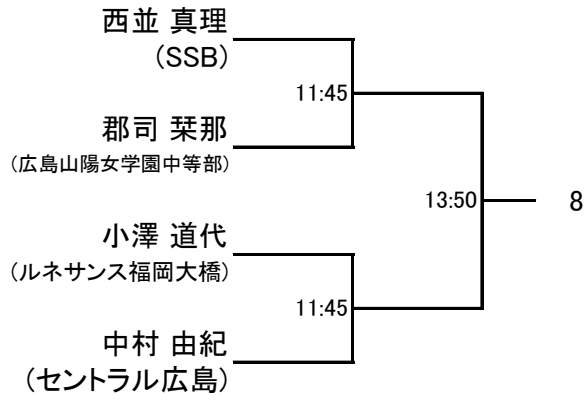 西並 真理
(SSB)
11:45
郡司 栞那
(広島山陽女学園中等部)
13:50
8
小澤 道代
(ルネサンス福岡大橋)
11:45
中村 由紀
(セントラル広島)